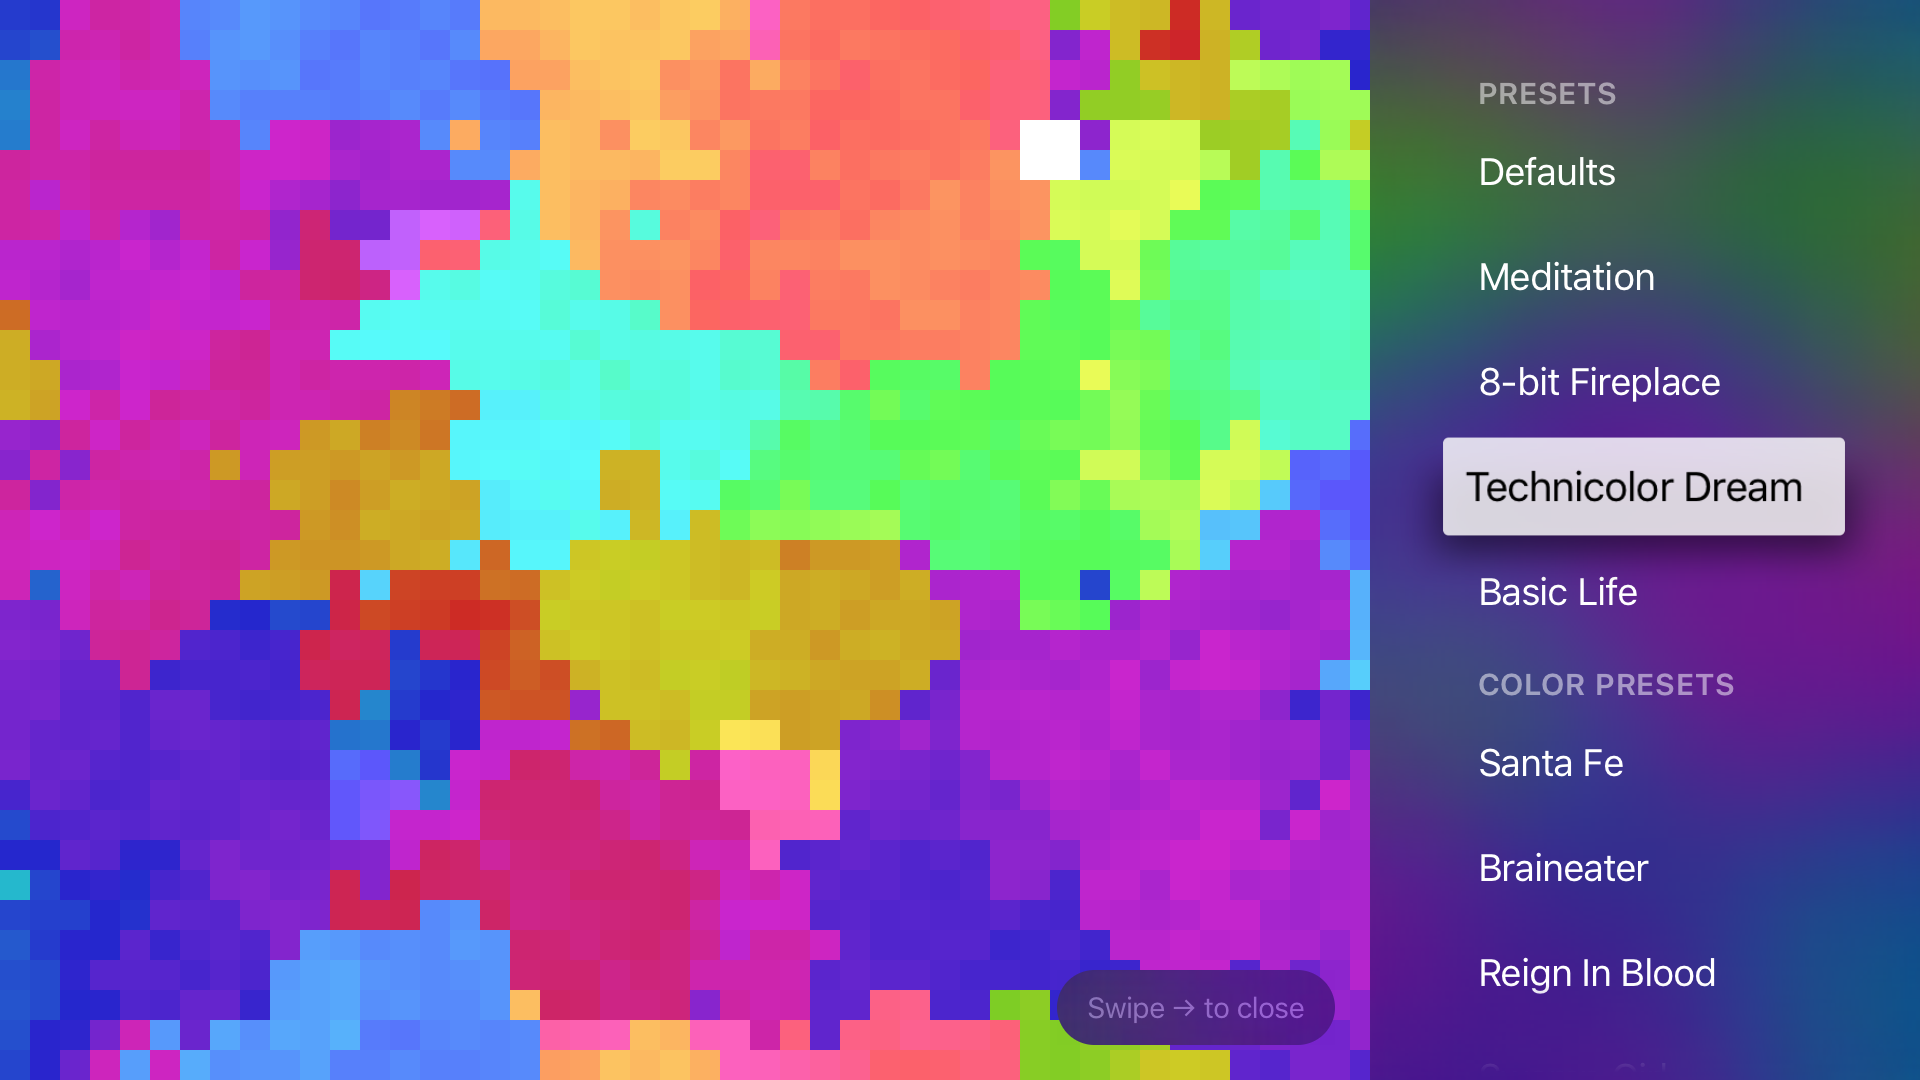 PRESETS
Defaults
Meditation
8-bit Fireplace
Technicolor Dream
Basic Life
COLOR PRESETS
Santa Fe
Braineater
Reign In Blood
Swipe → to close